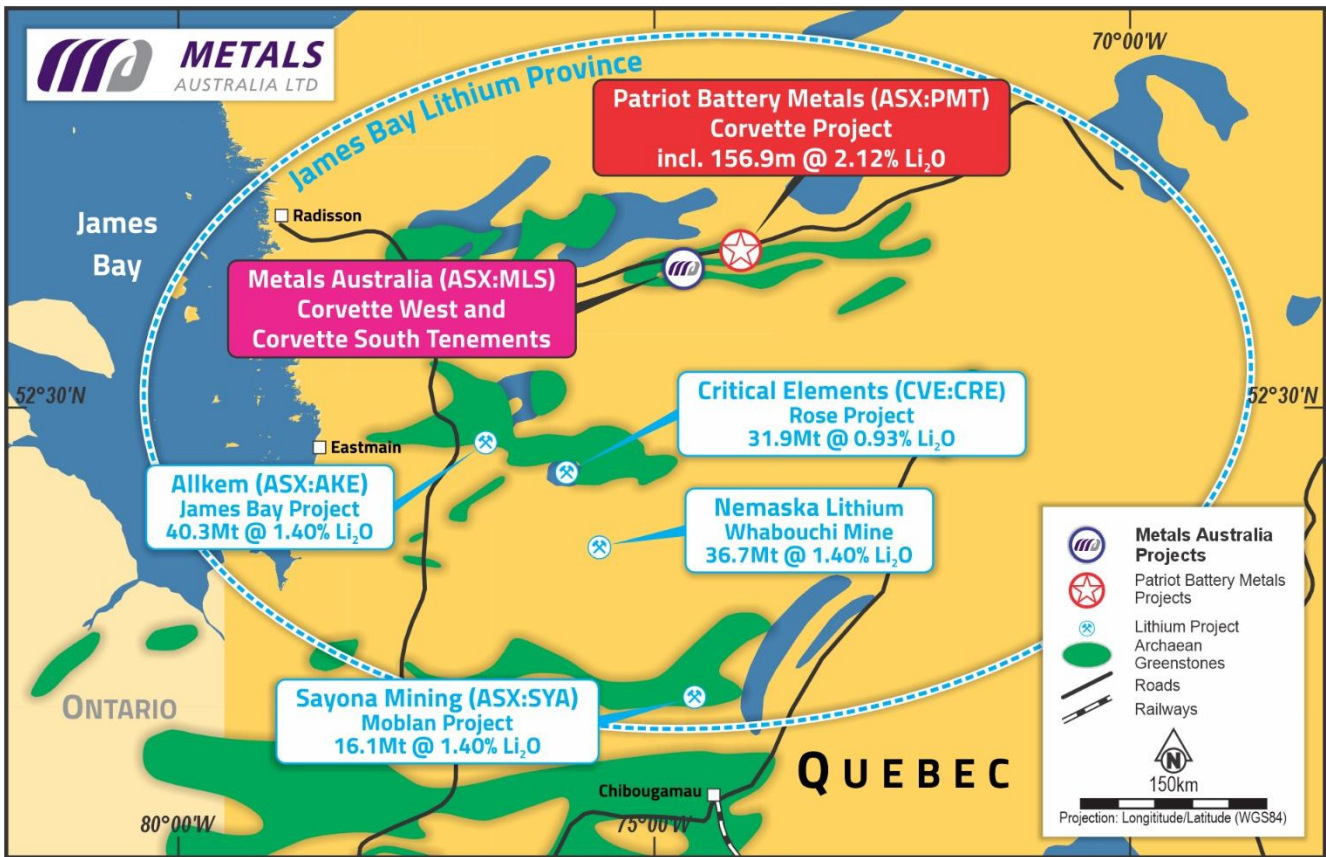 METALS
AUSTRALIA LTD
70°00'W
James Bay Lithium Province
Patriot Battery Metals (ASX:PMT)
Corvette Project
incl. 156.9m @ 2.12% Li₂O
Radisson
James
Bay
Metals Australia (ASX:MLS)
Corvette West and
Corvette South Tenements
52°30'N
52°30'N
Critical Elements (CVE:CRE)
Rose Project
31.9Mt @ 0.93% Li₂O
Eastmain
Allkem (ASX:AKE)
James Bay Project
40.3Mt @ 1.40% Li₂O
Nemaska Lithium
Whabouchi Mine
36.7Mt @ 1.40% Li₂O
Metals Australia
Projects
Patriot Battery Metals
Projects
Lithium Project
Archaean
Greenstones
Roads
Railways
N
150km
Projection: Longititude/Latitude (WGS84)
ONTARIO
Sayona Mining (ASX:SYA)
Moblan Project
16.1Mt @ 1.40% Li₂O
QUEBEC
Chibougamau
80°00'W
75°00'W